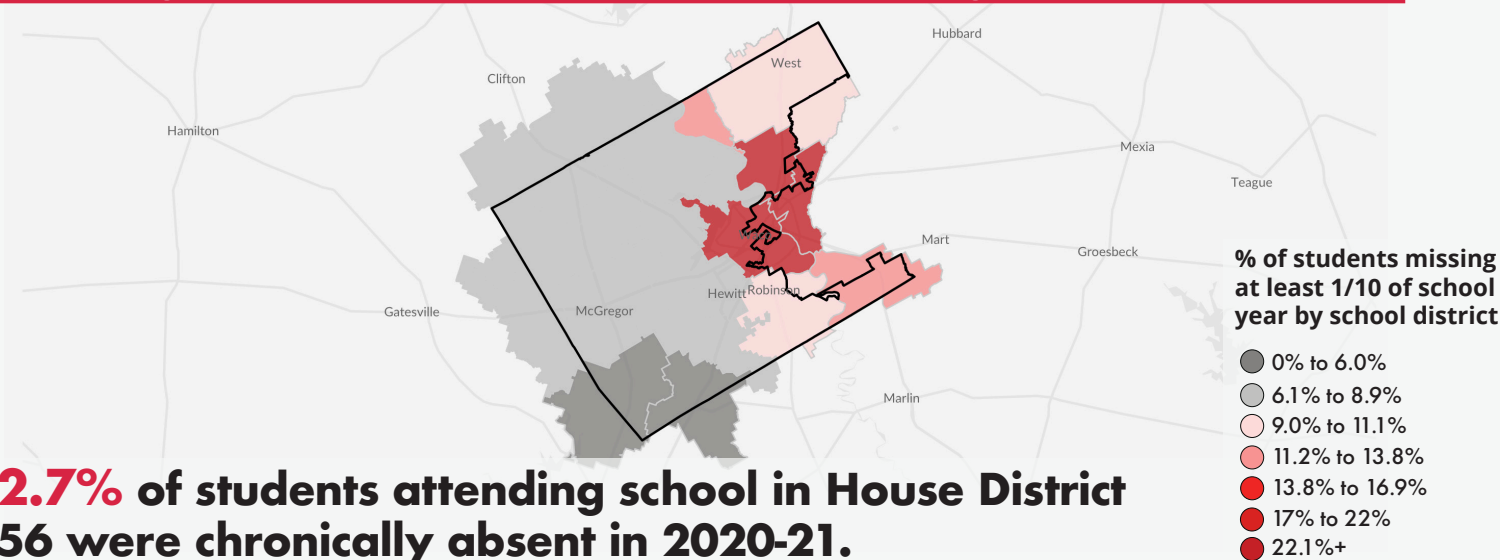 Hubbard
West
Clifton
Hamilton
Mexia
Teague
Mart
Groesbeck
Hewitt
Robinson
McGregor
Gatesville
Marlin
% of students missing
at least 1/10 of school
year by school district
0% to 6.0%
6.1% to 8.9%
9.0% to 11.1%
11.2% to 13.8%
13.8% to 16.9%
17% to 22%
22.1%+
2.7% of students attending school in House District
56 were chronically absent in 2020-21.